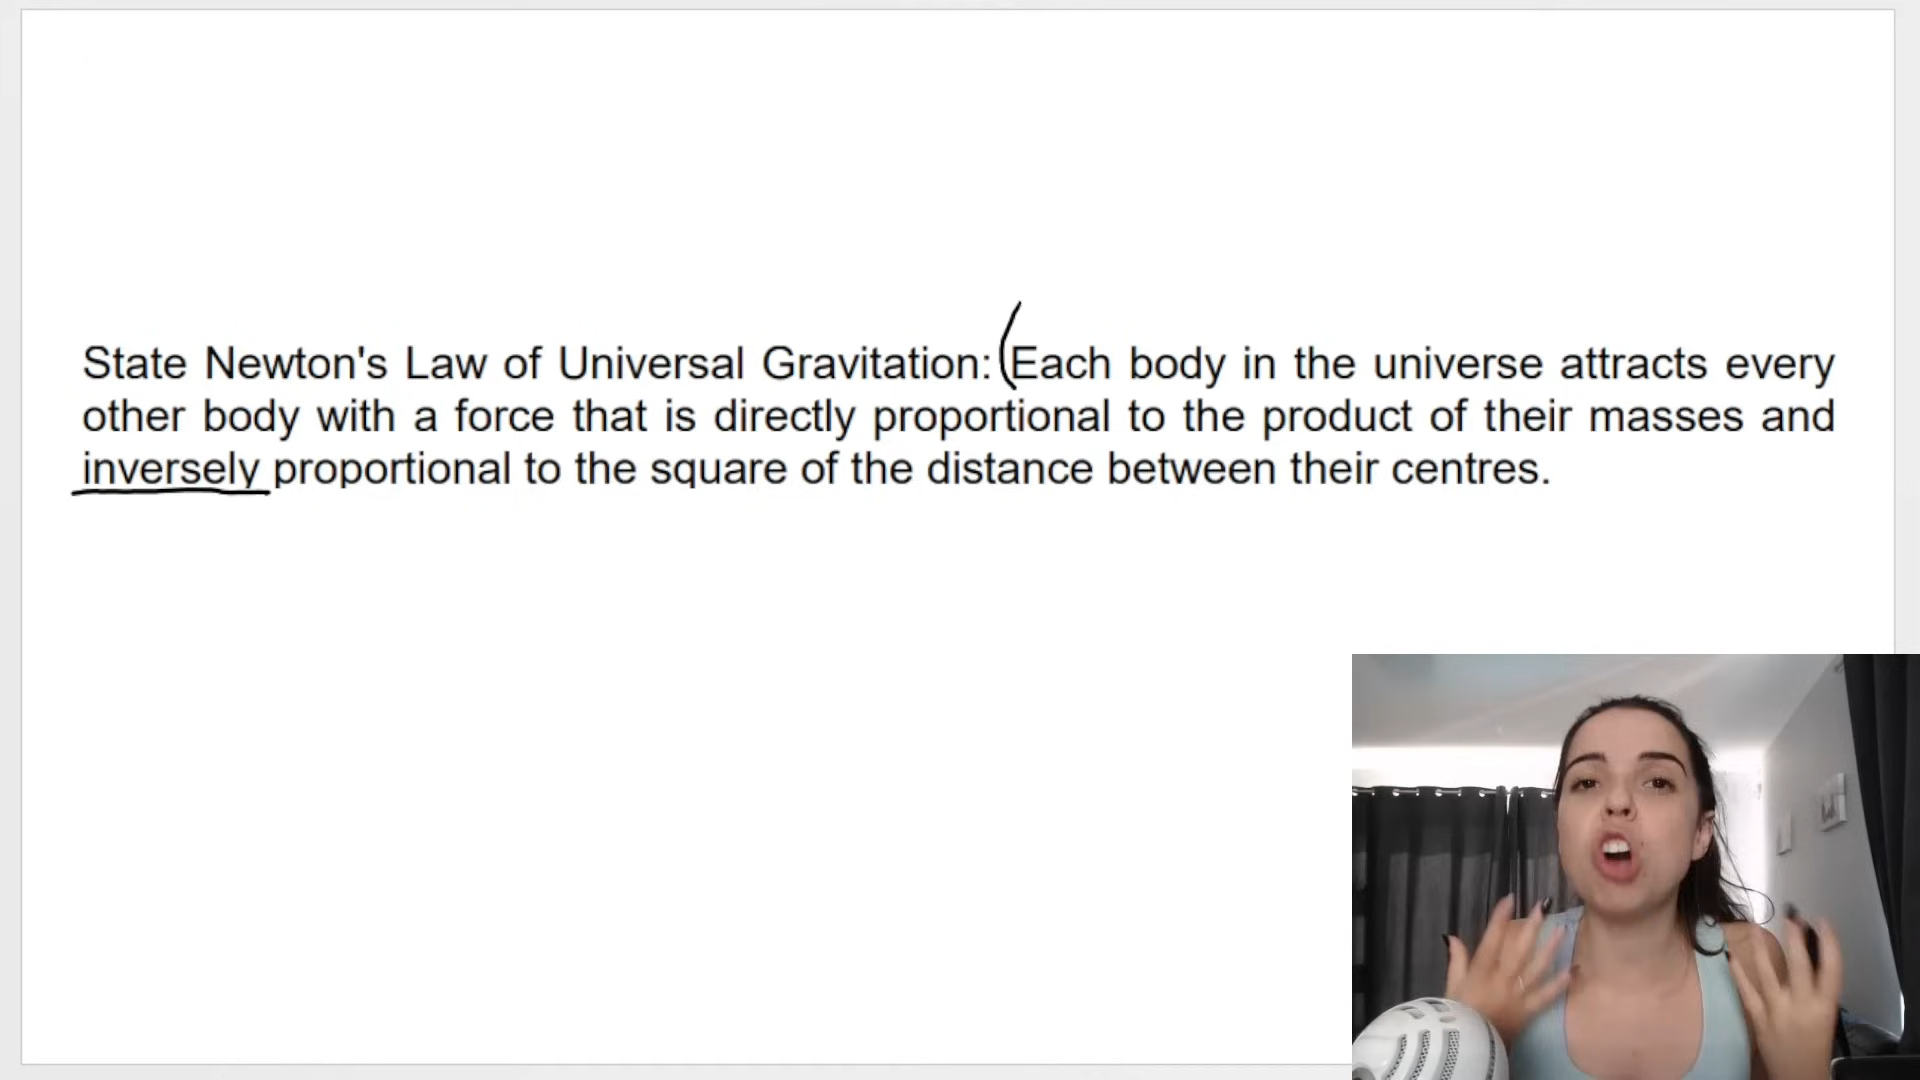 State Newton's Law of Universal Gravitation: (Each body in the universe attracts every
other body with a force that is directly proportional to the product of their masses and
inversely proportional to the square of the distance between their centres.